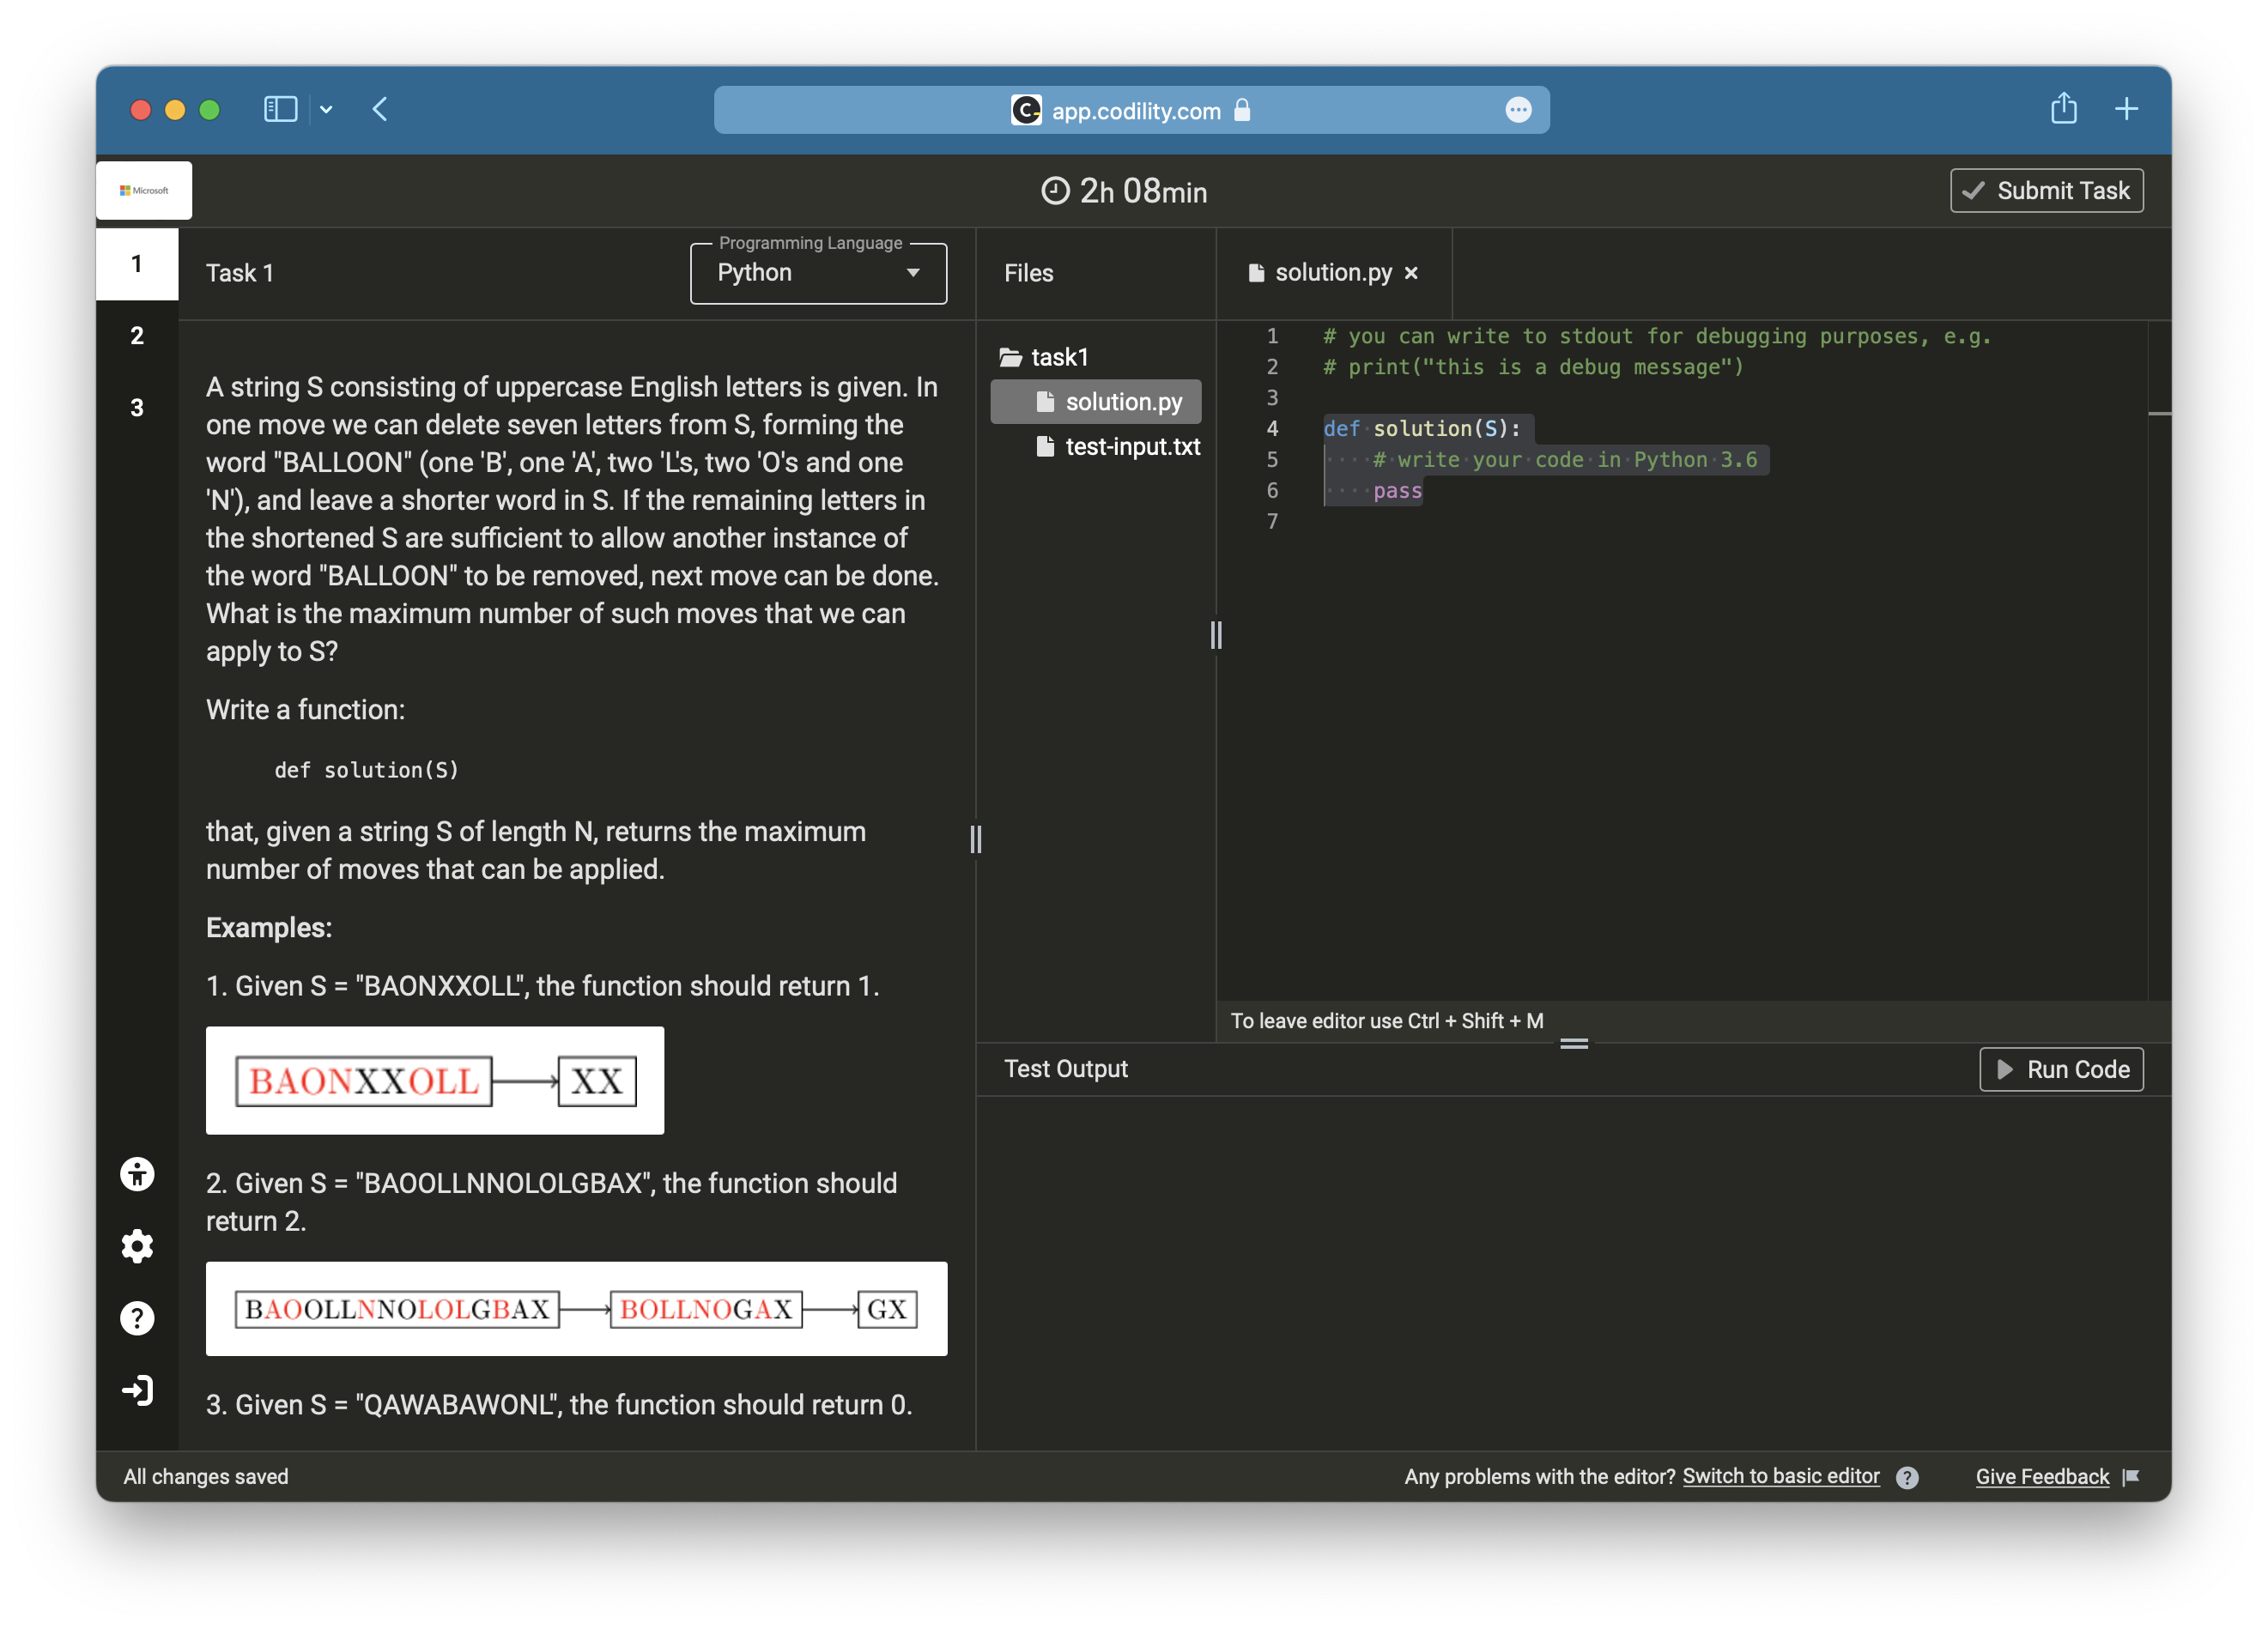 app.codility.com
Microsoft
2h 08min
Submit Task
1
2
3
Task 1
Programming Language
Python
A string S consisting of uppercase English letters is given. In
one move we can delete seven letters from S, forming the
word "BALLOON" (one 'B', one 'A', two 'L's, two 'O's and one
'N'), and leave a shorter word in S. If the remaining letters in
the shortened S are sufficient to allow another instance of
the word "BALLOON" to be removed, next move can be done.
What is the maximum number of such moves that we can
apply to S?
Write a function:
def solution(S)
that, given a string S of length N, returns the maximum
number of moves that can be applied.
Examples:
1. Given S = "BAONXXOLL", the function should return 1.
BAONXXOLL XX
2. Given S = "BAOOLLNNOLOLGBAX", the function should
return 2.
BAOOLLNNOLOLGBAX BOLLNOGAX GX
3. Given S = "QAWABAWONL", the function should return 0.
Files
task1
solution.py
test-input.txt
solution.py ×
1 # you can write to stdout for debugging purposes, e.g.
2 # print("this is a debug message")
3
4 def solution(S):
5 # write your code in Python 3.6
6 pass
7
To leave editor use Ctrl + Shift + M
Test Output
Run Code
All changes saved
Any problems with the editor? Switch to basic editor ?
Give Feedback